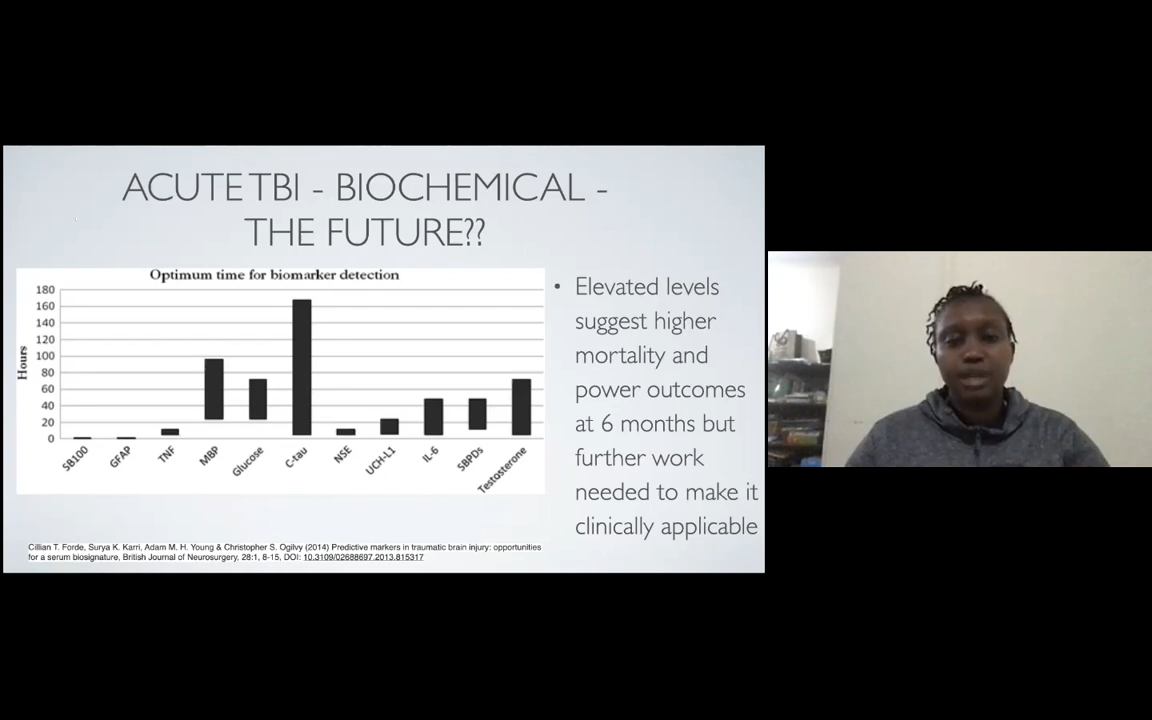 ACUTE TBI - BIOCHEMICAL -
THE FUTURE??
Optimum time for biomarker detection
Hours
180
160
140
120
100
80
60
40
20
0
SB100
GFAP
TNF
MBP
Glucose
C-tau
NSE
UCH-L1
IL-6
SBPDs
Testosterone
• Elevated levels
suggest higher
mortality and
power outcomes
at 6 months but
further work
needed to make it
clinically applicable
Cillian T. Forde, Surya K. Karri, Adam M. H. Young & Christopher S. Ogilvy (2014) Predictive markers in traumatic brain injury: opportunities
for a serum biosignature, British Journal of Neurosurgery, 28:1, 8-15, DOI: 10.3109/02688697.2013.815317